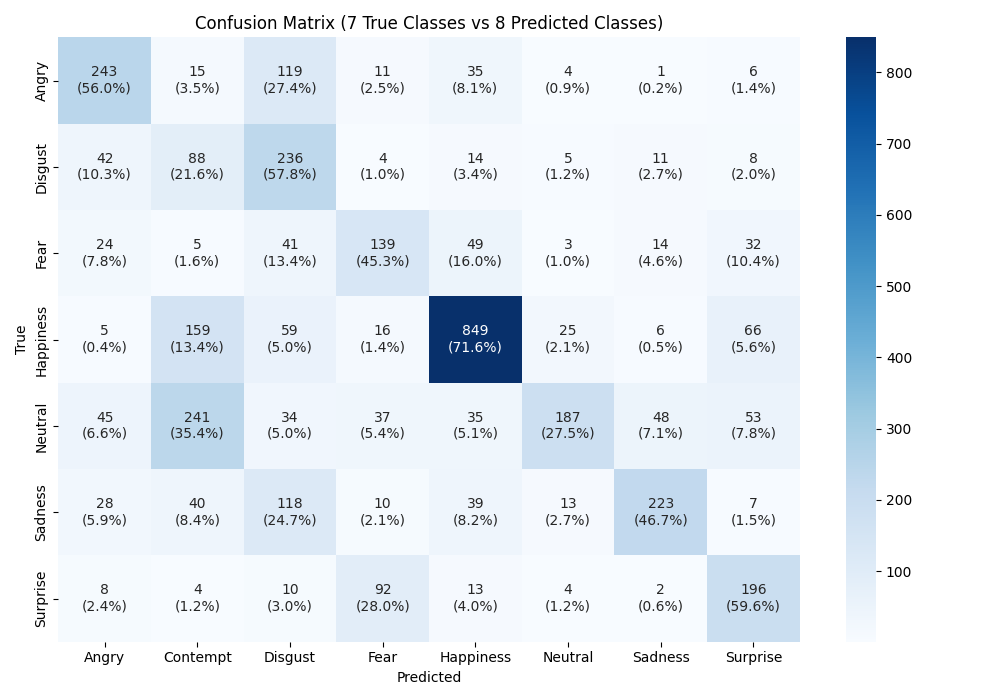 Confusion Matrix (7 True Classes vs 8 Predicted Classes)
Angry
243 15 119 11 35 4 1 6
(56.0%) (3.5%) (27.4%) (2.5%) (8.1%) (0.9%) (0.2%) (1.4%)
Disgust
42 88 236 4 14 5 11 8
(10.3%) (21.6%) (57.8%) (1.0%) (3.4%) (1.2%) (2.7%) (2.0%)
Fear
24 5 41 139 49 3 14 32
(7.8%) (1.6%) (13.4%) (45.3%) (16.0%) (1.0%) (4.6%) (10.4%)
True
Happiness
5 159 59 16 849 25 6 66
(0.4%) (13.4%) (5.0%) (1.4%) (71.6%) (2.1%) (0.5%) (5.6%)
Neutral
45 241 34 37 35 187 48 53
(6.6%) (35.4%) (5.0%) (5.4%) (5.1%) (27.5%) (7.1%) (7.8%)
Sadness
28 40 118 10 39 13 223 7
(5.9%) (8.4%) (24.7%) (2.1%) (8.2%) (2.7%) (46.7%) (1.5%)
Surprise
8 4 10 92 13 4 2 196
(2.4%) (1.2%) (3.0%) (28.0%) (4.0%) (1.2%) (0.6%) (59.6%)
Angry Contempt Disgust Fear Happiness Neutral Sadness Surprise
Predicted
800
700
600
500
400
300
200
100